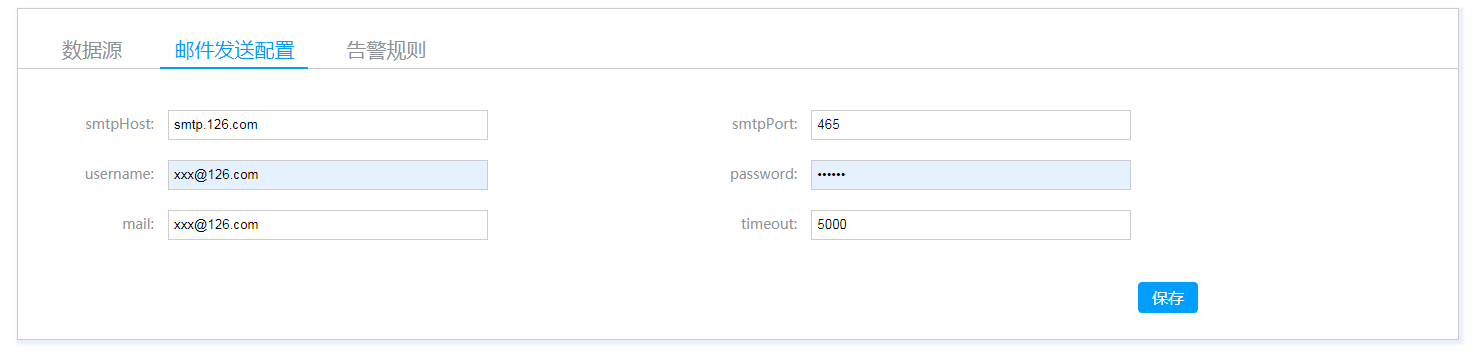 数据源 邮件发送配置 告警规则
smtpHost: smtp.126.com smtpPort: 465
username: xxx@126.com password: ••••••
mail: xxx@126.com timeout: 5000
保存